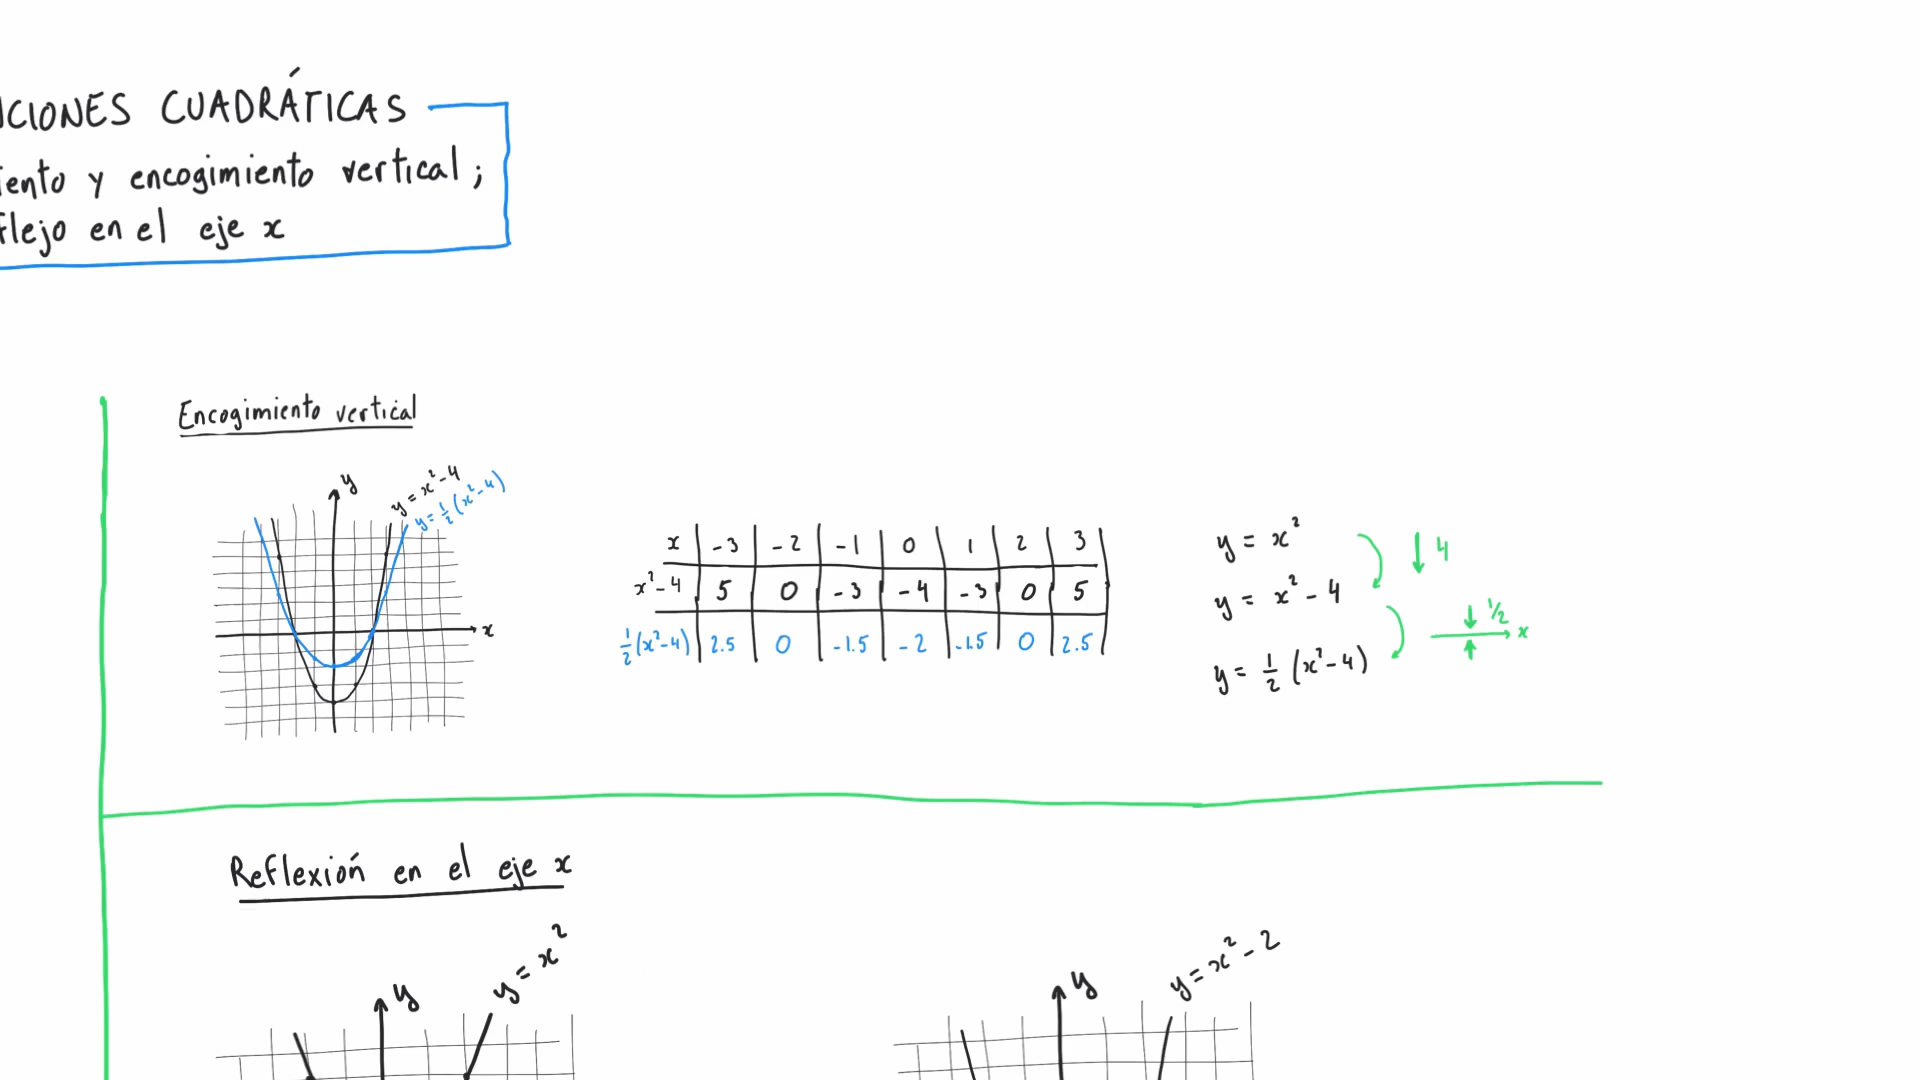 CIONES CUADRÁTICAS
iento y encogimiento vertical;
flejo en el eje x
Encogimiento vertical
y
y = x² - 4
y = 1/2 (x² - 4)
x
x -3 -2 -1 0 1 2 3
x² - 4 5 0 -3 -4 -3 0 5
1/2 (x² - 4) 2.5 0 -1.5 -2 -1.5 0 2.5
y = x²
↓ 4
y = x² - 4
↓ 1/2
x
↑
y = 1/2 (x² - 4)
Reflexión en el eje x
y
y = x²
y
y = x² - 2